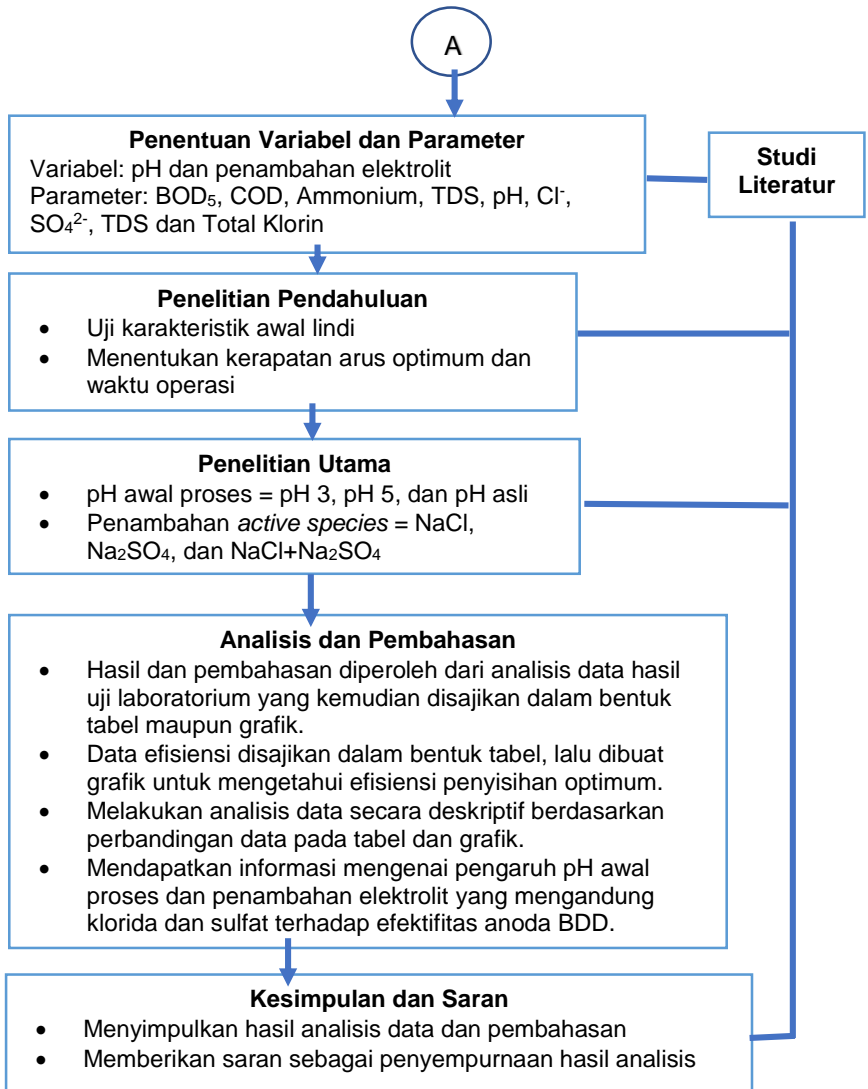 A
Penentuan Variabel dan Parameter
Variabel: pH dan penambahan elektrolit
Parameter: BOD₅, COD, Ammonium, TDS, pH, Cl⁻,
SO₄²⁻, TDS dan Total Klorin
Studi
Literatur
Penelitian Pendahuluan
• Uji karakteristik awal lindi
• Menentukan kerapatan arus optimum dan
waktu operasi
Penelitian Utama
• pH awal proses = pH 3, pH 5, dan pH asli
• Penambahan active species = NaCl,
Na₂SO₄, dan NaCl+Na₂SO₄
Analisis dan Pembahasan
• Hasil dan pembahasan diperoleh dari analisis data hasil
uji laboratorium yang kemudian disajikan dalam bentuk
tabel maupun grafik.
• Data efisiensi disajikan dalam bentuk tabel, lalu dibuat
grafik untuk mengetahui efisiensi penyisihan optimum.
• Melakukan analisis data secara deskriptif berdasarkan
perbandingan data pada tabel dan grafik.
• Mendapatkan informasi mengenai pengaruh pH awal
proses dan penambahan elektrolit yang mengandung
klorida dan sulfat terhadap efektifitas anoda BDD.
Kesimpulan dan Saran
• Menyimpulkan hasil analisis data dan pembahasan
• Memberikan saran sebagai penyempurnaan hasil analisis